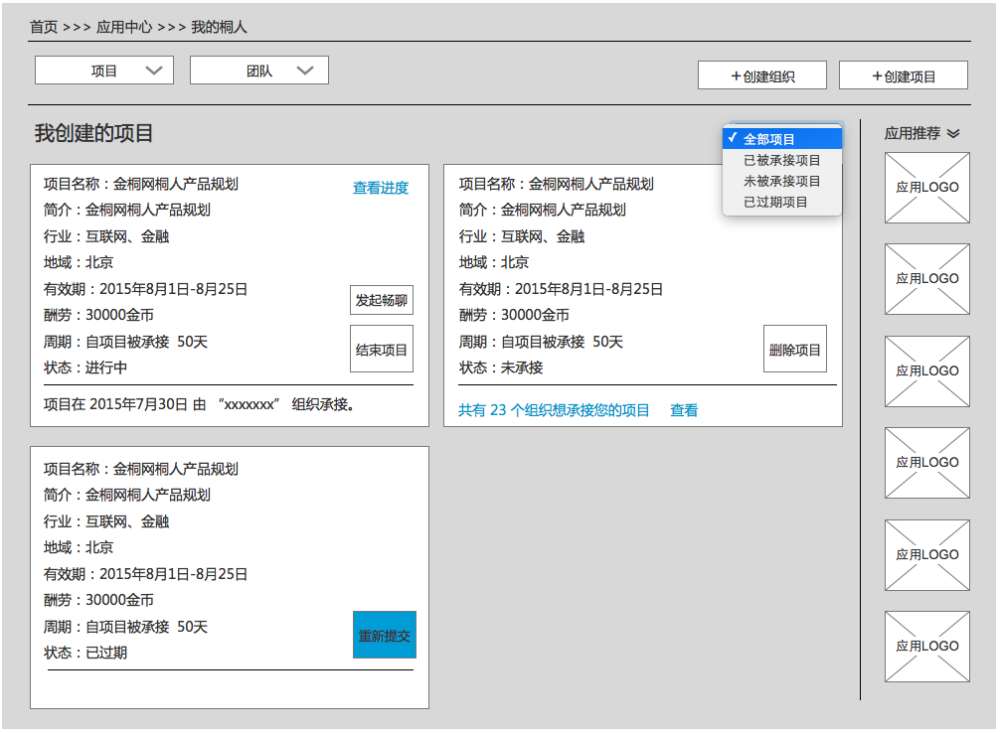 首页 >>> 应用中心 >>> 我的桐人
项目
团队
+创建组织
+创建项目
我创建的项目
✓ 全部项目
已被承接项目
未被承接项目
已过期项目
项目名称：金桐网桐人产品规划
查看进度
简介：金桐网桐人产品规划
行业：互联网、金融
地域：北京
有效期：2015年8月1日-8月25日
发起畅聊
酬劳：30000金币
周期：自项目被承接 50天
结束项目
状态：进行中
项目在 2015年7月30日 由 “xxxxxxx” 组织承接。
项目名称：金桐网桐人产品规划
简介：金桐网桐人产品规划
行业：互联网、金融
地域：北京
有效期：2015年8月1日-8月25日
酬劳：30000金币
周期：自项目被承接 50天
删除项目
状态：未承接
共有 23 个组织想承接您的项目 查看
项目名称：金桐网桐人产品规划
简介：金桐网桐人产品规划
行业：互联网、金融
地域：北京
有效期：2015年8月1日-8月25日
酬劳：30000金币
周期：自项目被承接 50天
重新提交
状态：已过期
应用推荐
应用LOGO
应用LOGO
应用LOGO
应用LOGO
应用LOGO
应用LOGO